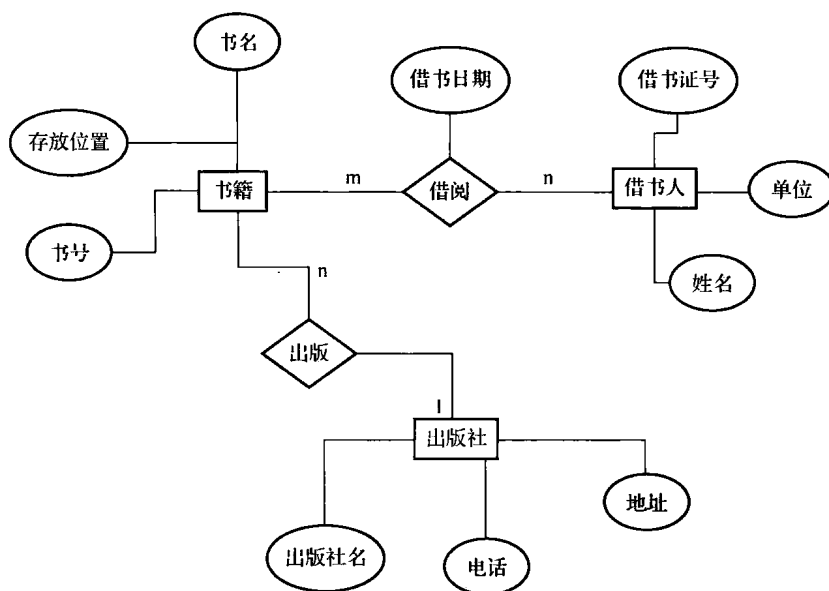 书名
借书日期
借书证号
存放位置
书籍
m
借阅
n
借书人
单位
书号
n
姓名
出版
1
出版社
地址
出版社名
电话